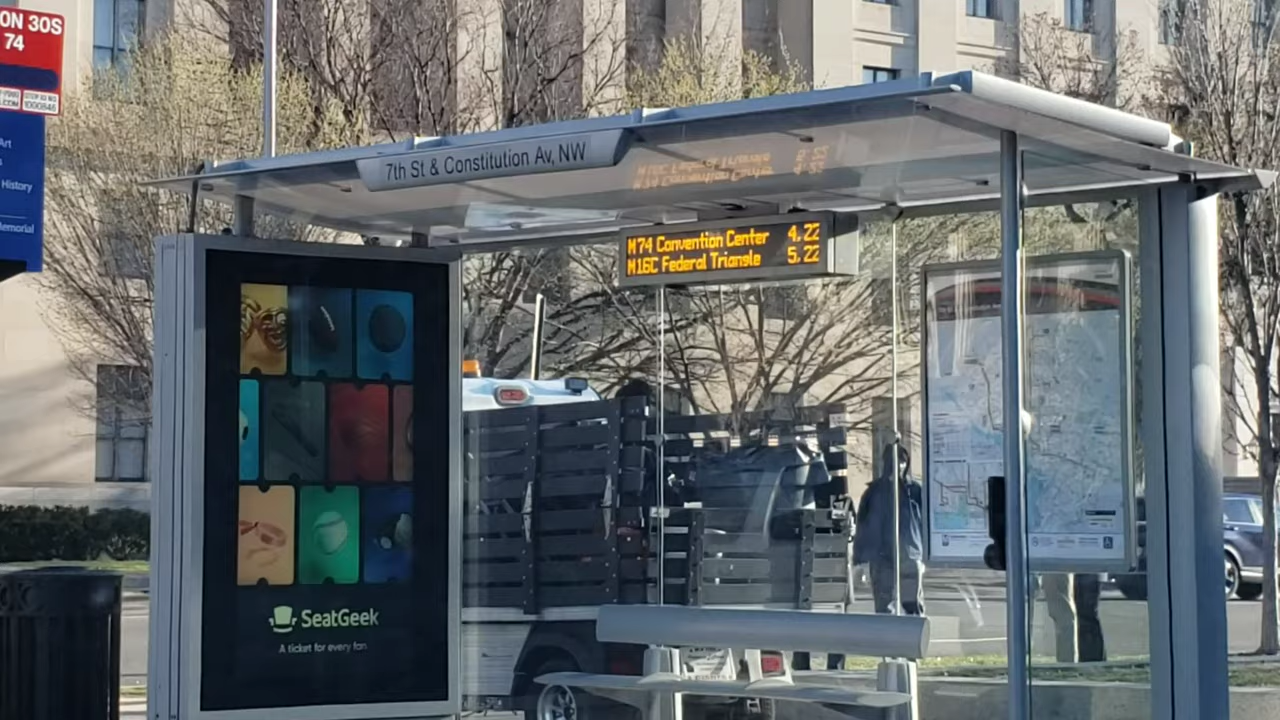 ON 30S
74
1000846
Art
History
Memorial
7th St & Constitution Av, NW
M74 Convention Center 4.22
M16C Federal Triangle 5.22
SeatGeek
A ticket for every fan.